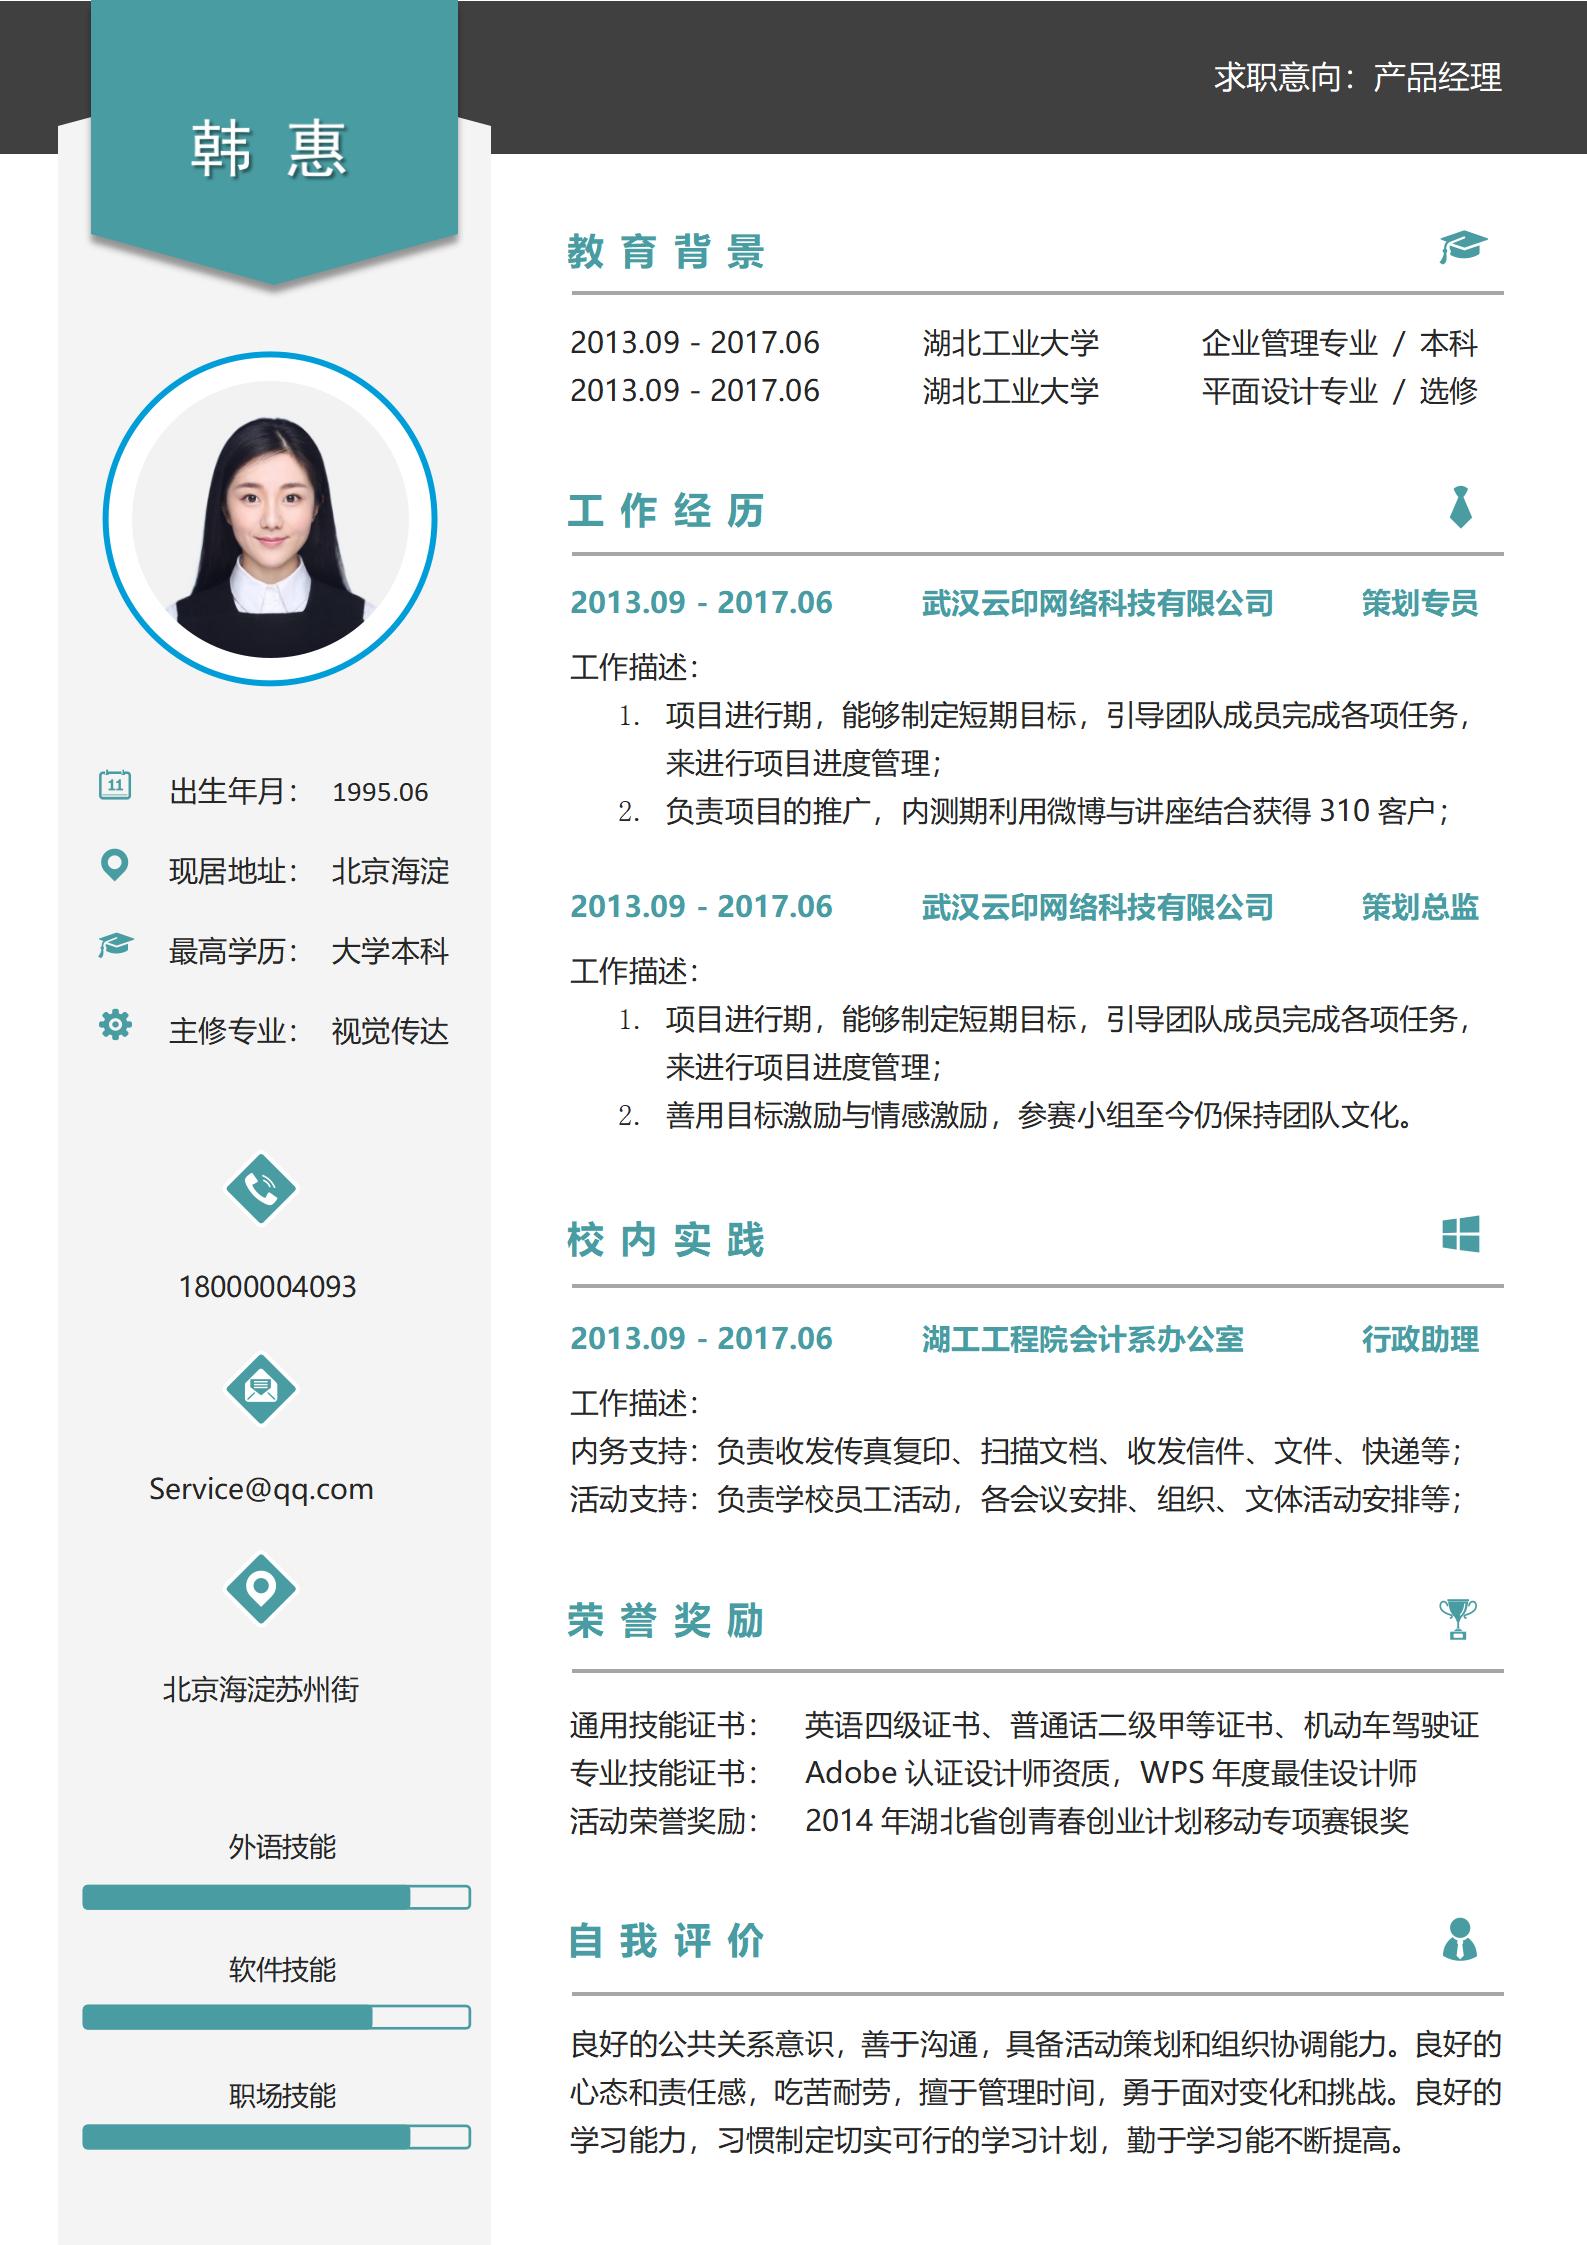 求职意向：产品经理
韩 惠
11
出生年月： 1995.06
现居地址： 北京海淀
最高学历： 大学本科
主修专业： 视觉传达
18000004093
Service@qq.com
北京海淀苏州街
外语技能
软件技能
职场技能
教育背景
2013.09 - 2017.06 湖北工业大学 企业管理专业 / 本科
2013.09 - 2017.06 湖北工业大学 平面设计专业 / 选修
工作经历
2013.09 - 2017.06 武汉云印网络科技有限公司 策划专员
工作描述：
1. 项目进行期，能够制定短期目标，引导团队成员完成各项任务，
来进行项目进度管理；
2. 负责项目的推广，内测期利用微博与讲座结合获得 310 客户；
2013.09 - 2017.06 武汉云印网络科技有限公司 策划总监
工作描述：
1. 项目进行期，能够制定短期目标，引导团队成员完成各项任务，
来进行项目进度管理；
2. 善用目标激励与情感激励，参赛小组至今仍保持团队文化。
校内实践
2013.09 - 2017.06 湖工工程院会计系办公室 行政助理
工作描述：
内务支持：负责收发传真复印、扫描文档、收发信件、文件、快递等；
活动支持：负责学校员工活动，各会议安排、组织、文体活动安排等；
荣誉奖励
通用技能证书： 英语四级证书、普通话二级甲等证书、机动车驾驶证
专业技能证书： Adobe 认证设计师资质，WPS 年度最佳设计师
活动荣誉奖励： 2014 年湖北省创青春创业计划移动专项赛银奖
自我评价
良好的公共关系意识，善于沟通，具备活动策划和组织协调能力。良好的
心态和责任感，吃苦耐劳，擅于管理时间，勇于面对变化和挑战。良好的
学习能力，习惯制定切实可行的学习计划，勤于学习能不断提高。